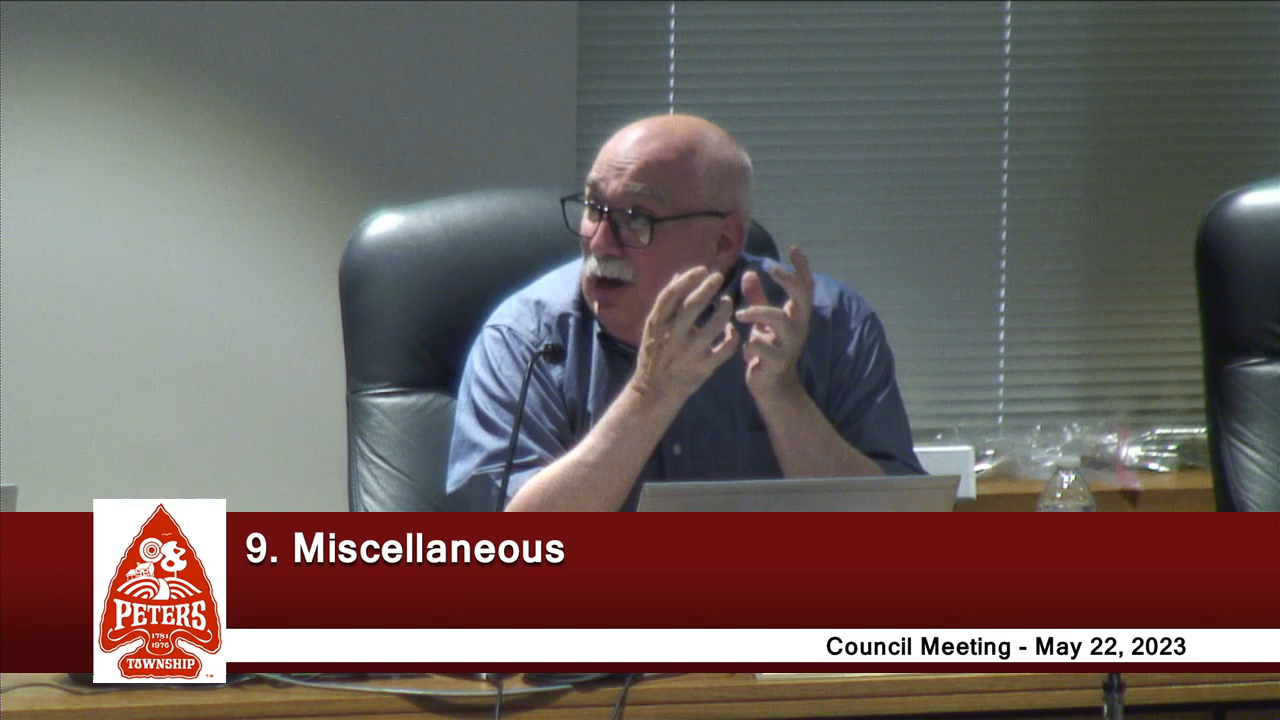 9. Miscellaneous
PETERS
1781
1976
TOWNSHIP
Council Meeting - May 22, 2023